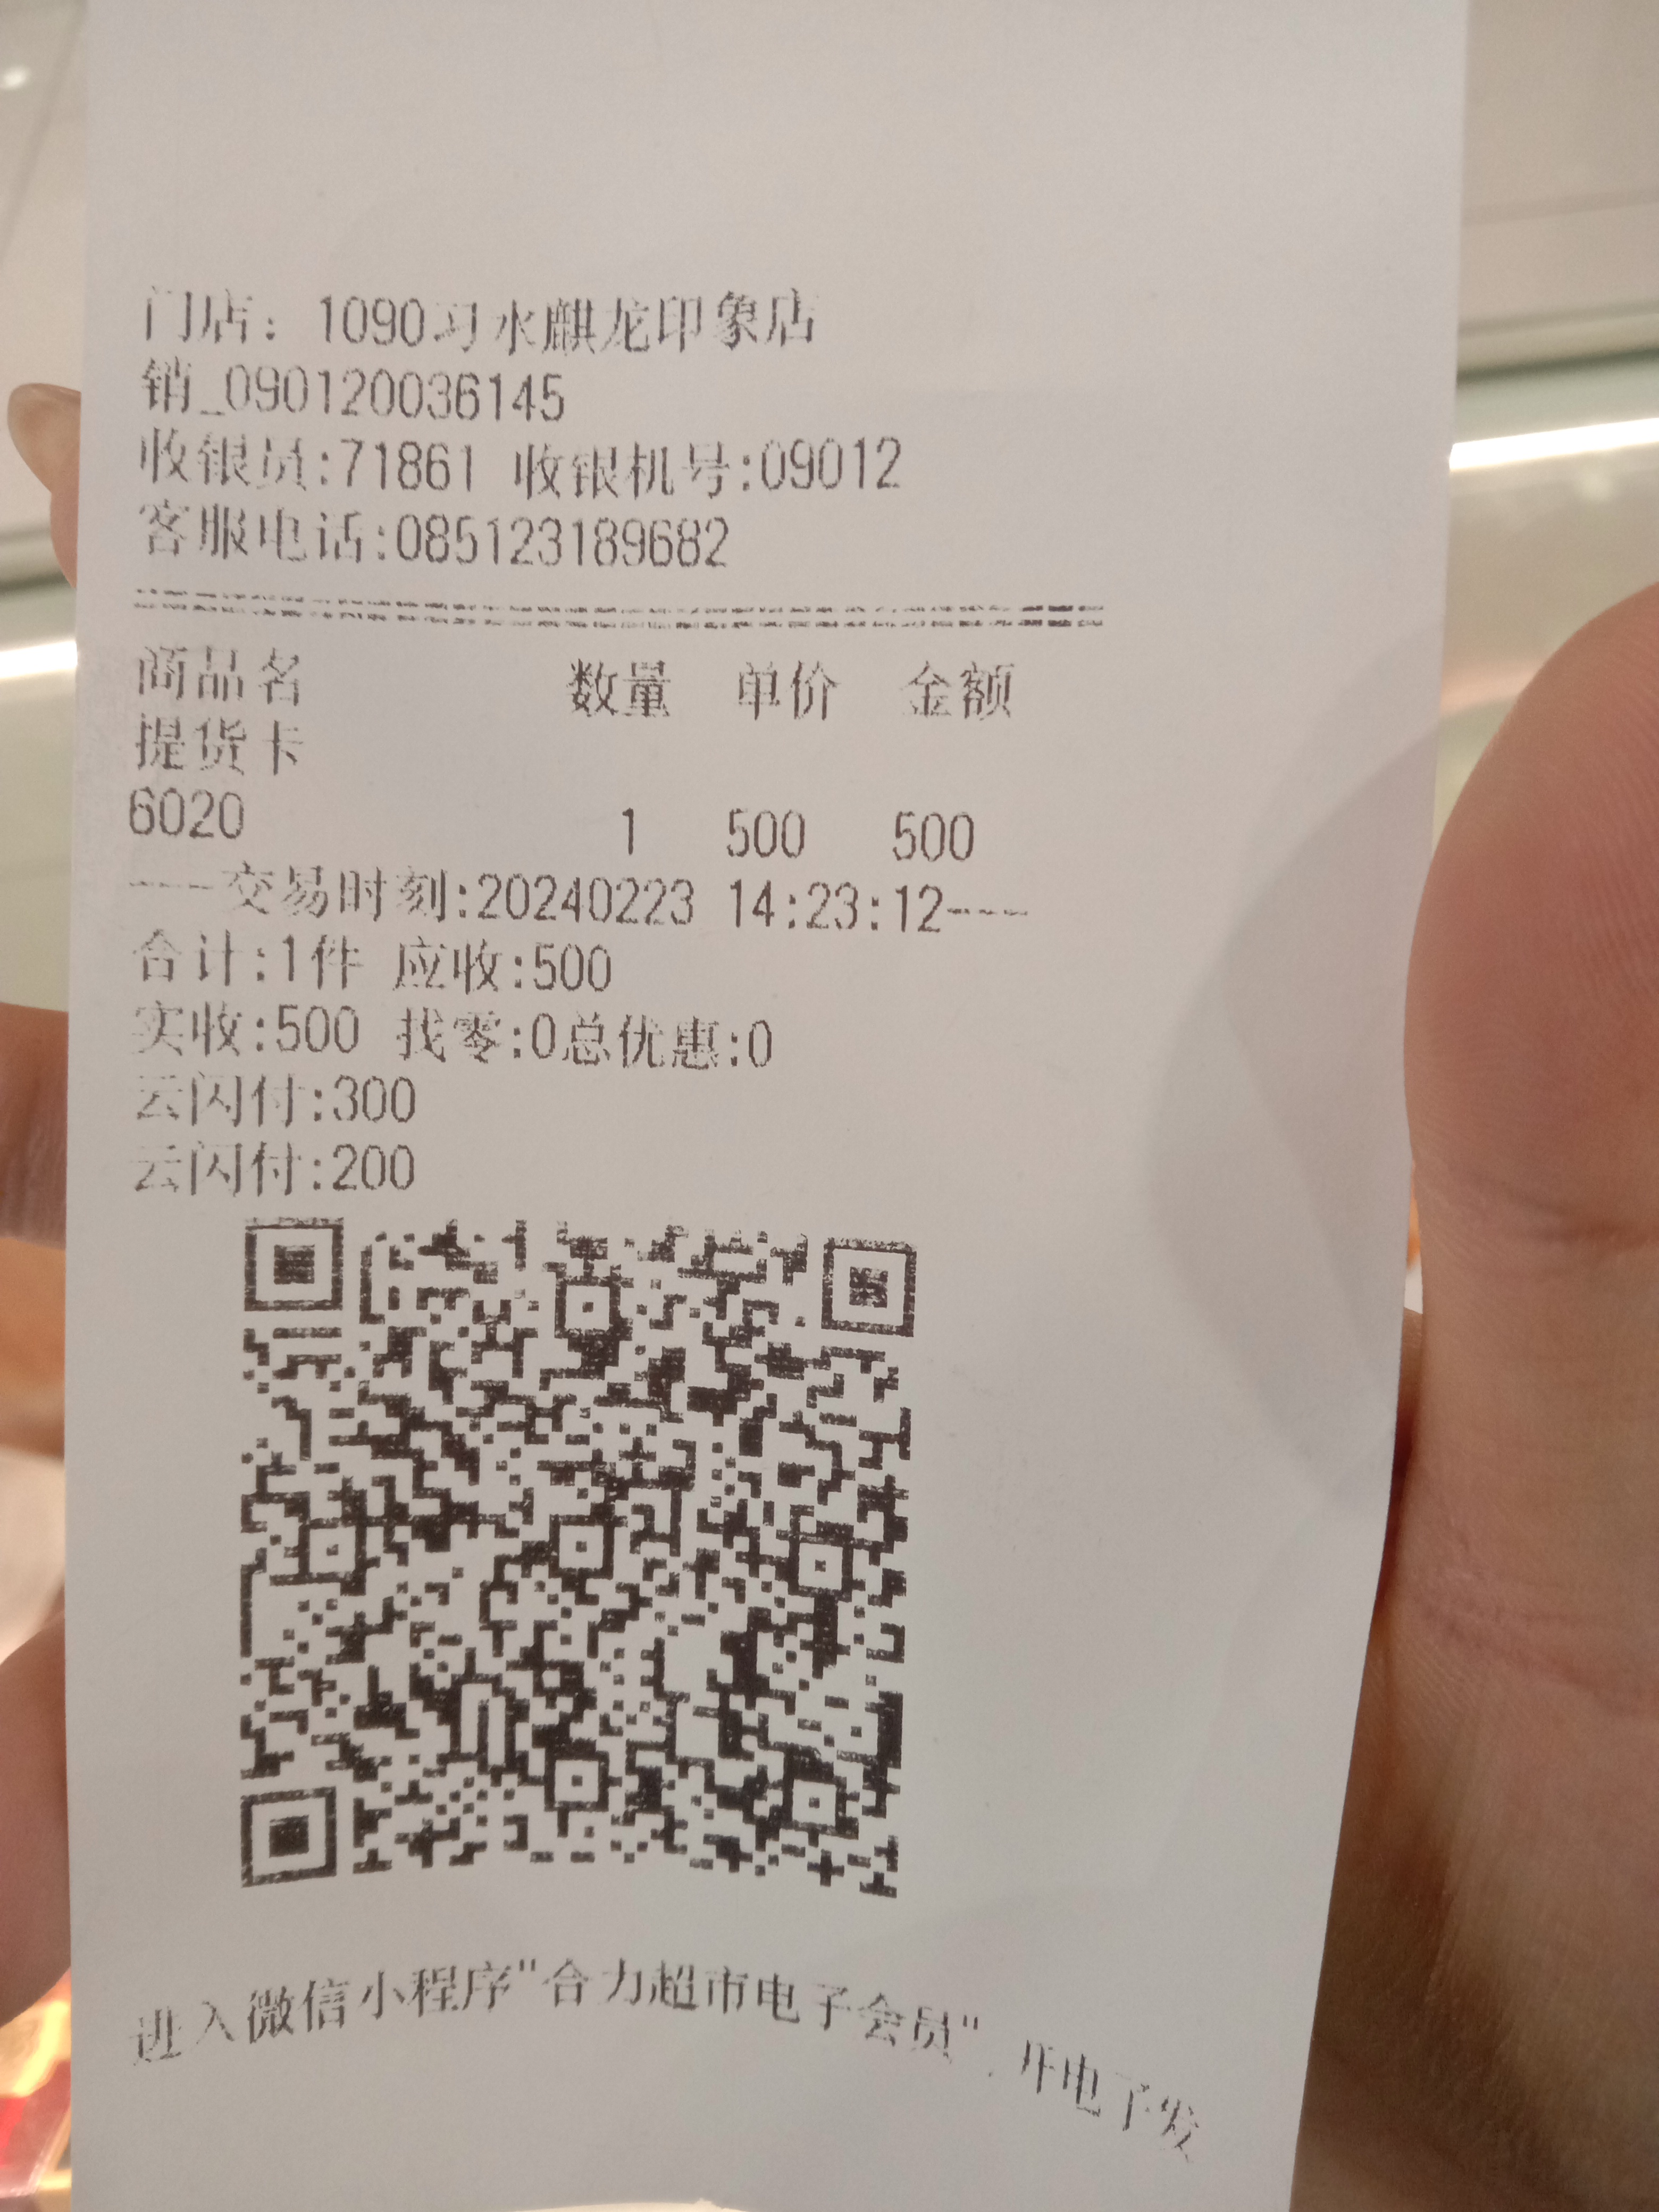 门店：1090习水麒龙印象店
销_090120036145
收银员:71861 收银机号:09012
客服电话:085123189682
商品名 数量 单价 金额
提货卡
6020 1 500 500
----交易时刻:20240223 14:23:12----
合计:1件 应收:500
实收:500 找零:0总优惠:0
云闪付:300
云闪付:200
进入微信小程序"合力超市电子会员"，开电子发